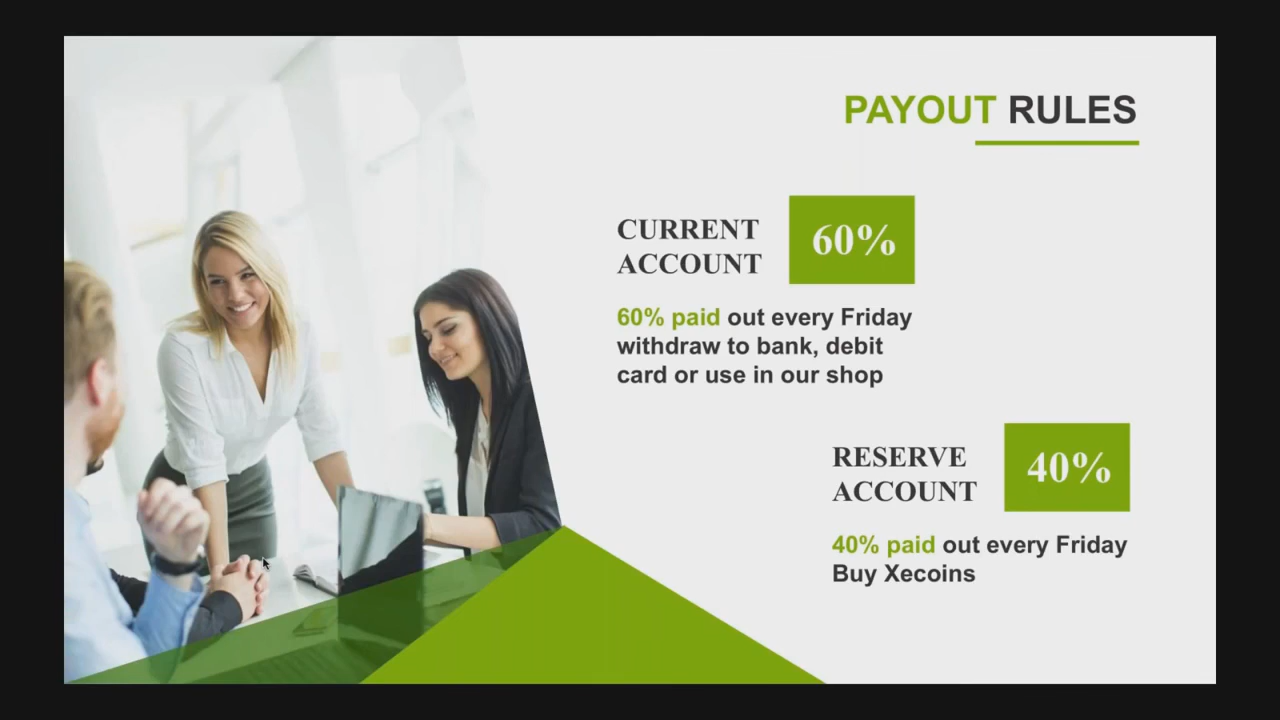 PAYOUT RULES
CURRENT
ACCOUNT
60%
60% paid out every Friday
withdraw to bank, debit
card or use in our shop
RESERVE
ACCOUNT
40%
40% paid out every Friday
Buy Xecoins